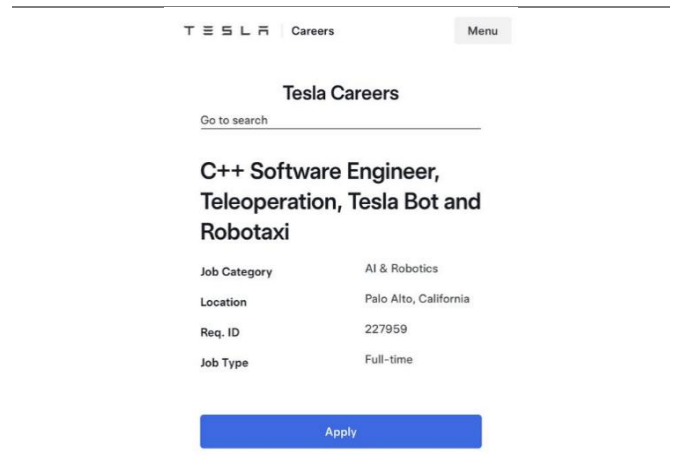 TESLA Careers Menu
Tesla Careers
Go to search
C++ Software Engineer,
Teleoperation, Tesla Bot and
Robotaxi
Job Category AI & Robotics
Location Palo Alto, California
Req. ID 227959
Job Type Full-time
Apply